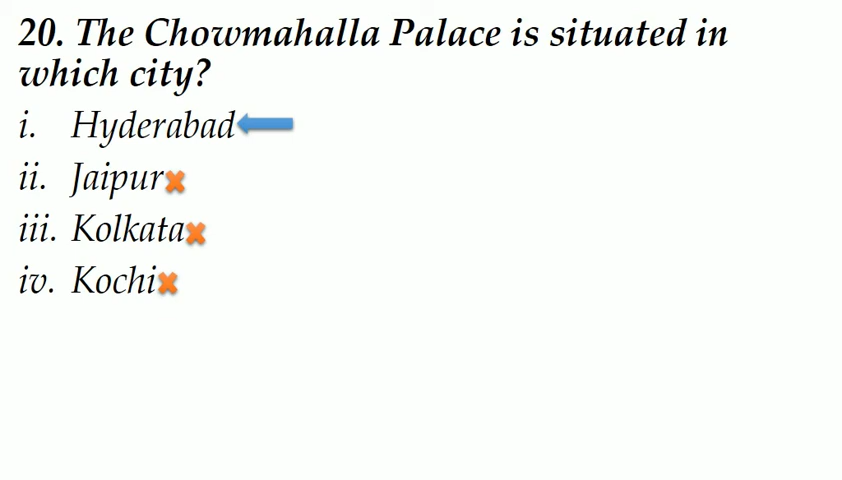 20. The Chowmahalla Palace is situated in
which city?
i. Hyderabad
ii. Jaipur
iii. Kolkata
iv. Kochi